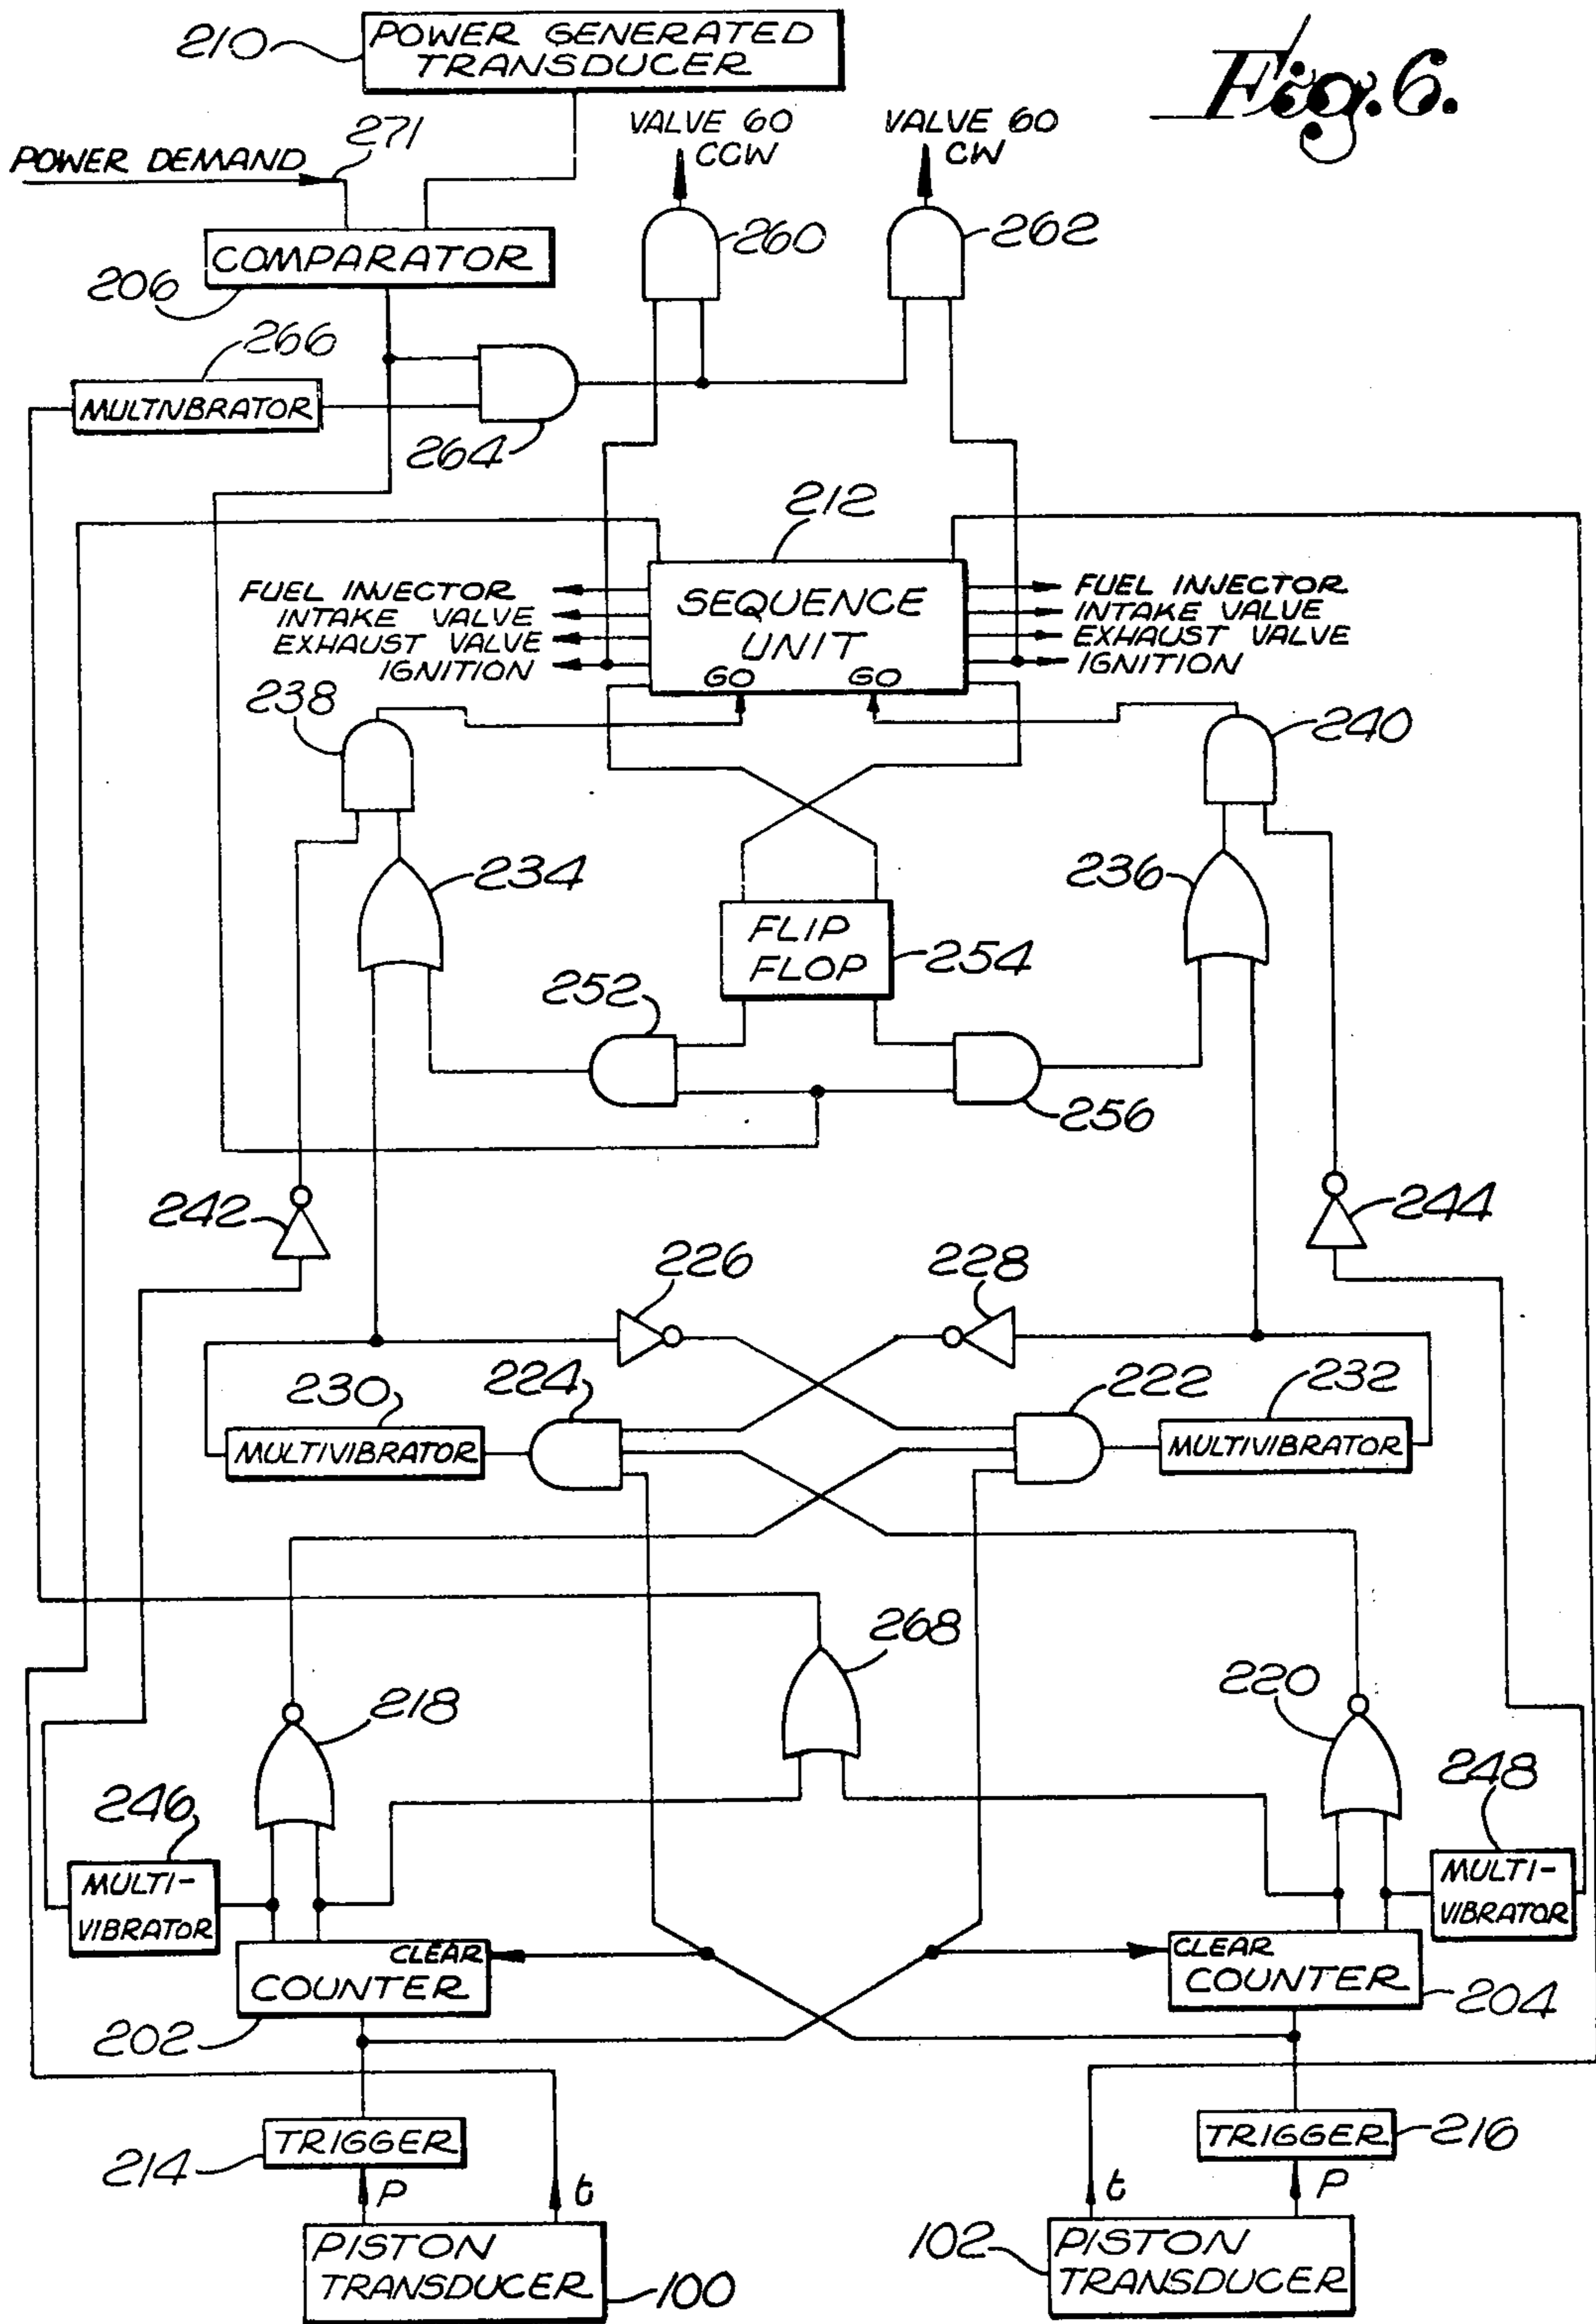 210
POWER GENERATED
TRANSDUCER
Fig. 6.
VALVE 60
CCW
VALVE 60
CW
POWER DEMAND
271
260
262
COMPARATOR
206
266
MULTIVIBRATOR
264
212
SEQUENCE
UNIT
GO
GO
FUEL INJECTOR
INTAKE VALVE
EXHAUST VALVE
IGNITION
FUEL INJECTOR
INTAKE VALVE
EXHAUST VALVE
IGNITION
238
240
234
236
FLIP
FLOP
254
252
256
242
244
226
228
230
224
222
232
MULTIVIBRATOR
MULTIVIBRATOR
268
218
220
246
248
MULTI-
VIBRATOR
MULTI-
VIBRATOR
CLEAR
COUNTER
202
CLEAR
COUNTER
204
TRIGGER
214
TRIGGER
216
P
t
t
P
PISTON
TRANSDUCER
100
102
PISTON
TRANSDUCER